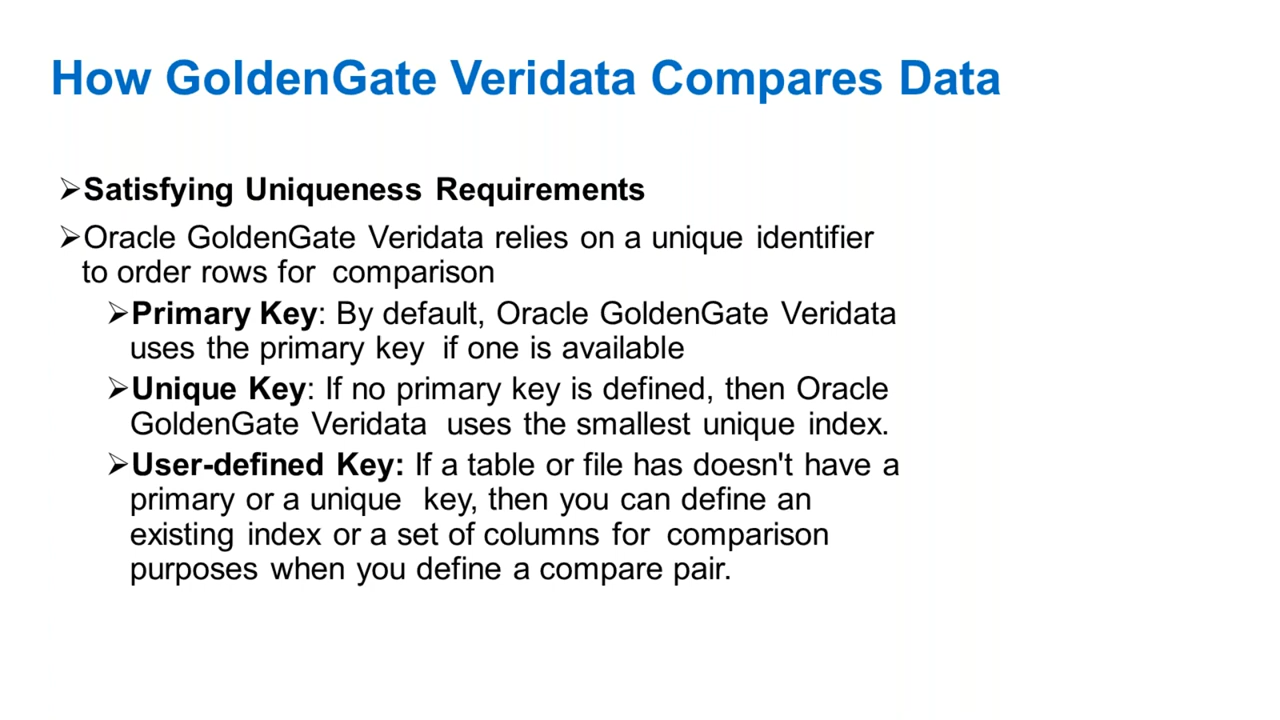 How GoldenGate Veridata Compares Data
➢Satisfying Uniqueness Requirements
➢Oracle GoldenGate Veridata relies on a unique identifier
to order rows for comparison
➢Primary Key: By default, Oracle GoldenGate Veridata
uses the primary key if one is available
➢Unique Key: If no primary key is defined, then Oracle
GoldenGate Veridata uses the smallest unique index.
➢User-defined Key: If a table or file has doesn't have a
primary or a unique key, then you can define an
existing index or a set of columns for comparison
purposes when you define a compare pair.